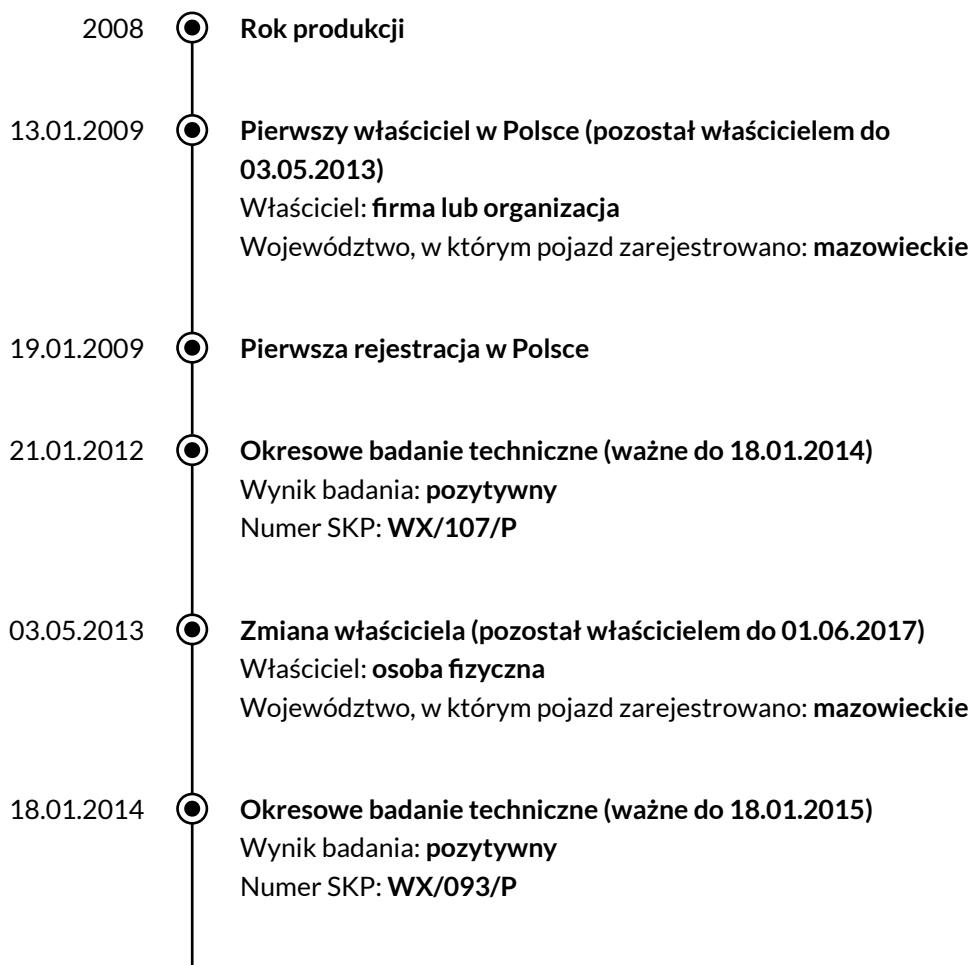 2008 Rok produkcji
13.01.2009 Pierwszy właściciel w Polsce (pozostał właścicielem do
03.05.2013)
Właściciel: firma lub organizacja
Województwo, w którym pojazd zarejestrowano: mazowieckie
19.01.2009 Pierwsza rejestracja w Polsce
21.01.2012 Okresowe badanie techniczne (ważne do 18.01.2014)
Wynik badania: pozytywny
Numer SKP: WX/107/P
03.05.2013 Zmiana właściciela (pozostał właścicielem do 01.06.2017)
Właściciel: osoba fizyczna
Województwo, w którym pojazd zarejestrowano: mazowieckie
18.01.2014 Okresowe badanie techniczne (ważne do 18.01.2015)
Wynik badania: pozytywny
Numer SKP: WX/093/P